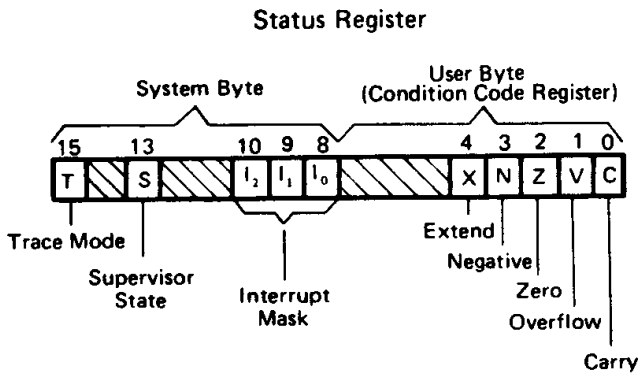 Status Register
System Byte
User Byte
(Condition Code Register)
15 13 10 9 8 4 3 2 1 0
T S I₂ I₁ I₀ X N Z V C
Trace Mode
Supervisor
State
Interrupt
Mask
Extend
Negative
Zero
Overflow
Carry